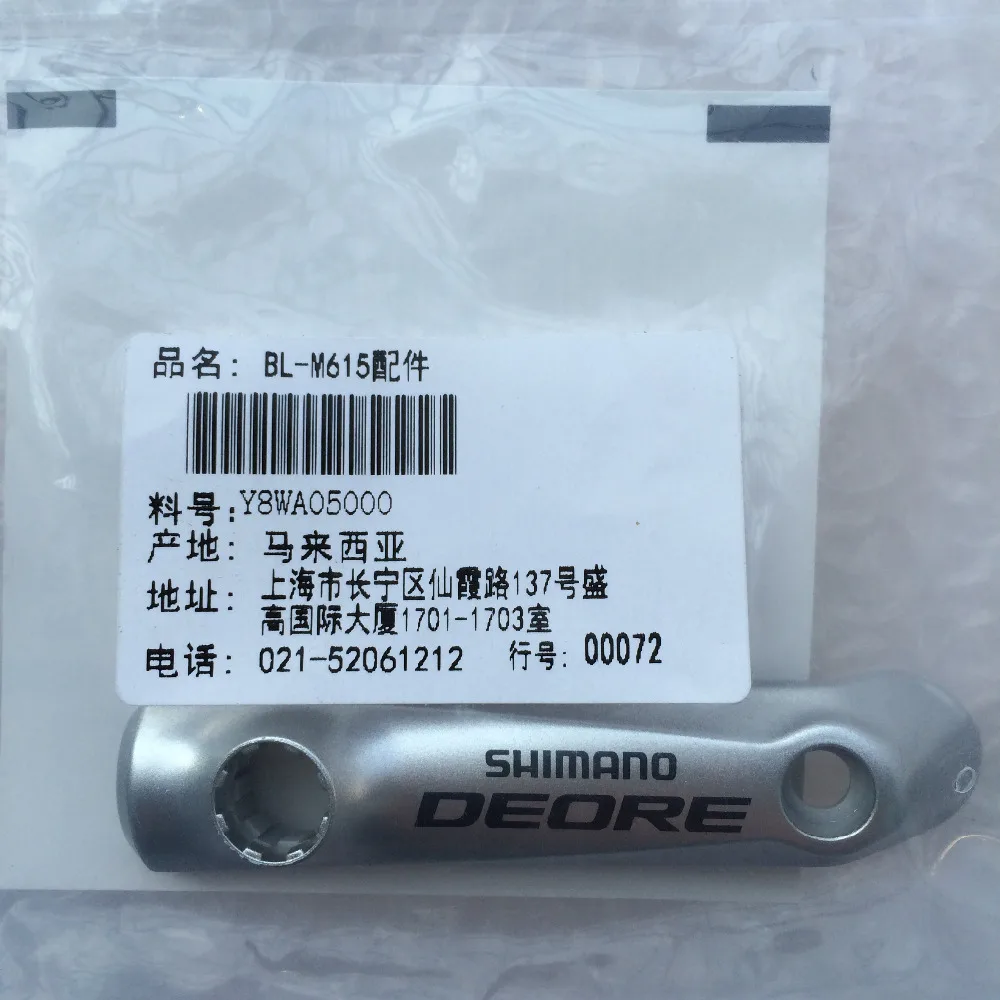 品名: BL-M615配件
料号:Y8WA05000
产地: 马来西亚
地址: 上海市长宁区仙霞路137号盛
高国际大厦1701-1703室
电话: 021-52061212 行号: 00072
SHIMANO
DEORE